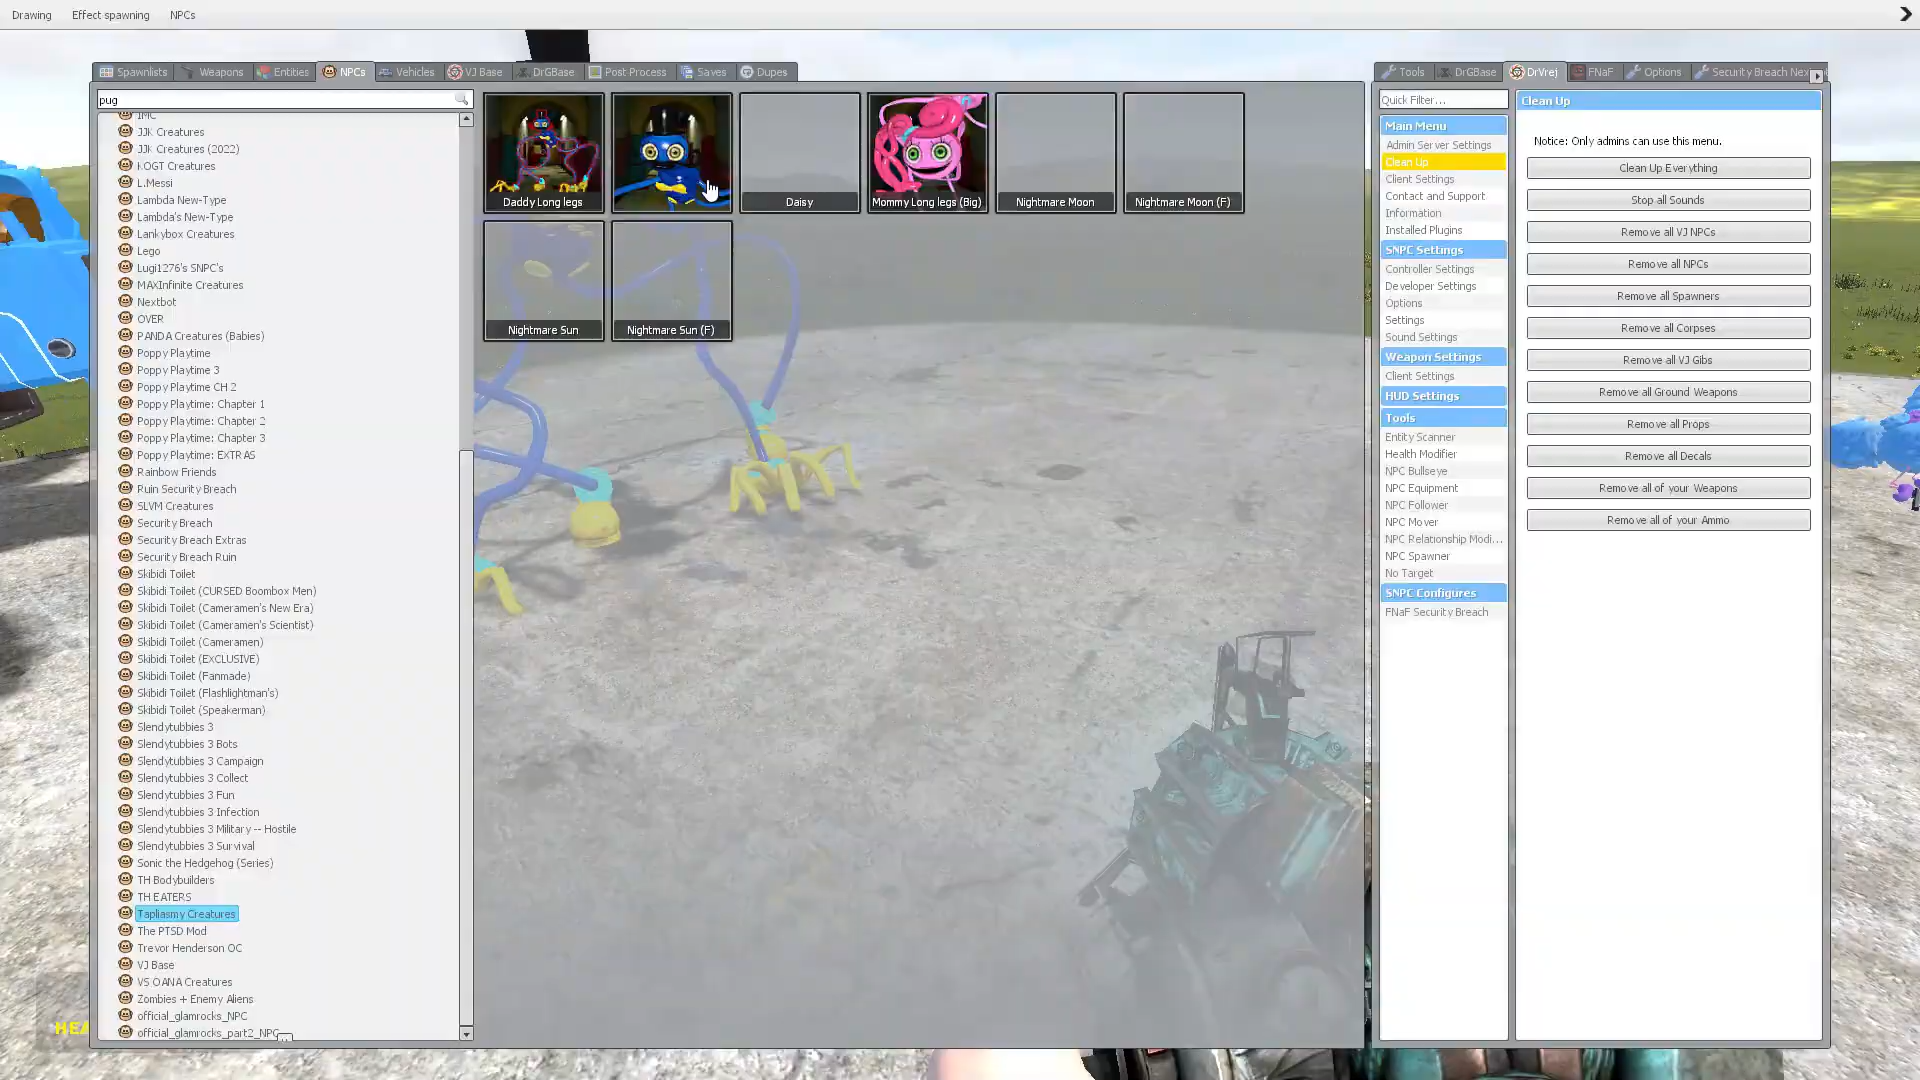 Drawing Effect spawning NPCs
Spawnlists Weapons Entities NPCs Vehicles VJ Base DrGBase Post Process Saves Dupes
pug
IMC
JJK Creatures
JJK Creatures (2022)
KOGT Creatures
L.Messi
Lambda New-Type
Lambda's New-Type
Lankybox Creatures
Lego
Lugi1276's SNPC's
MAXInfinite Creatures
Nextbot
OVER
PANDA Creatures (Babies)
Poppy Playtime
Poppy Playtime 3
Poppy Playtime CH 2
Poppy Playtime: Chapter 1
Poppy Playtime: Chapter 2
Poppy Playtime: Chapter 3
Poppy Playtime: EXTRAS
Rainbow Friends
Ruin Security Breach
SLVM Creatures
Security Breach
Security Breach Extras
Security Breach Ruin
Skibidi Toilet
Skibidi Toilet (CURSED Boombox Men)
Skibidi Toilet (Cameramen's New Era)
Skibidi Toilet (Cameramen's Scientist)
Skibidi Toilet (Cameramen)
Skibidi Toilet (EXCLUSIVE)
Skibidi Toilet (Fanmade)
Skibidi Toilet (Flashlightman's)
Skibidi Toilet (Speakerman)
Slendytubbies 3
Slendytubbies 3 Bots
Slendytubbies 3 Campaign
Slendytubbies 3 Collect
Slendytubbies 3 Fun
Slendytubbies 3 Infection
Slendytubbies 3 Military -- Hostile
Slendytubbies 3 Survival
Sonic the Hedgehog (Series)
TH Bodybuilders
TH EATERS
Tapliasmy Creatures
The PTSD Mod
Trevor Henderson OC
VJ Base
VS OANA Creatures
Zombies + Enemy Aliens
official_glamrocks_NPC
official_glamrocks_part2_NPC
Daddy Long legs
Daisy
Mommy Long legs (Big)
Nightmare Moon
Nightmare Moon (F)
Nightmare Sun
Nightmare Sun (F)
Tools DrGBase DrVrej FNaF Options Security Breach
Quick Filter...
Main Menu
Admin Server Settings
Clean Up
Client Settings
Contact and Support
Information
Installed Plugins
SNPC Settings
Controller Settings
Developer Settings
Options
Settings
Sound Settings
Weapon Settings
Client Settings
HUD Settings
Tools
Entity Scanner
Health Modifier
NPC Bullseye
NPC Equipment
NPC Follower
NPC Mover
NPC Relationship Modi...
NPC Spawner
No Target
SNPC Configures
FNaF Security Breach
Clean Up
Notice: Only admins can use this menu.
Clean Up Everything
Stop all Sounds
Remove all VJ NPCs
Remove all NPCs
Remove all Spawners
Remove all Corpses
Remove all VJ Gibs
Remove all Ground Weapons
Remove all Props
Remove all Decals
Remove all of your Weapons
Remove all of your Ammo